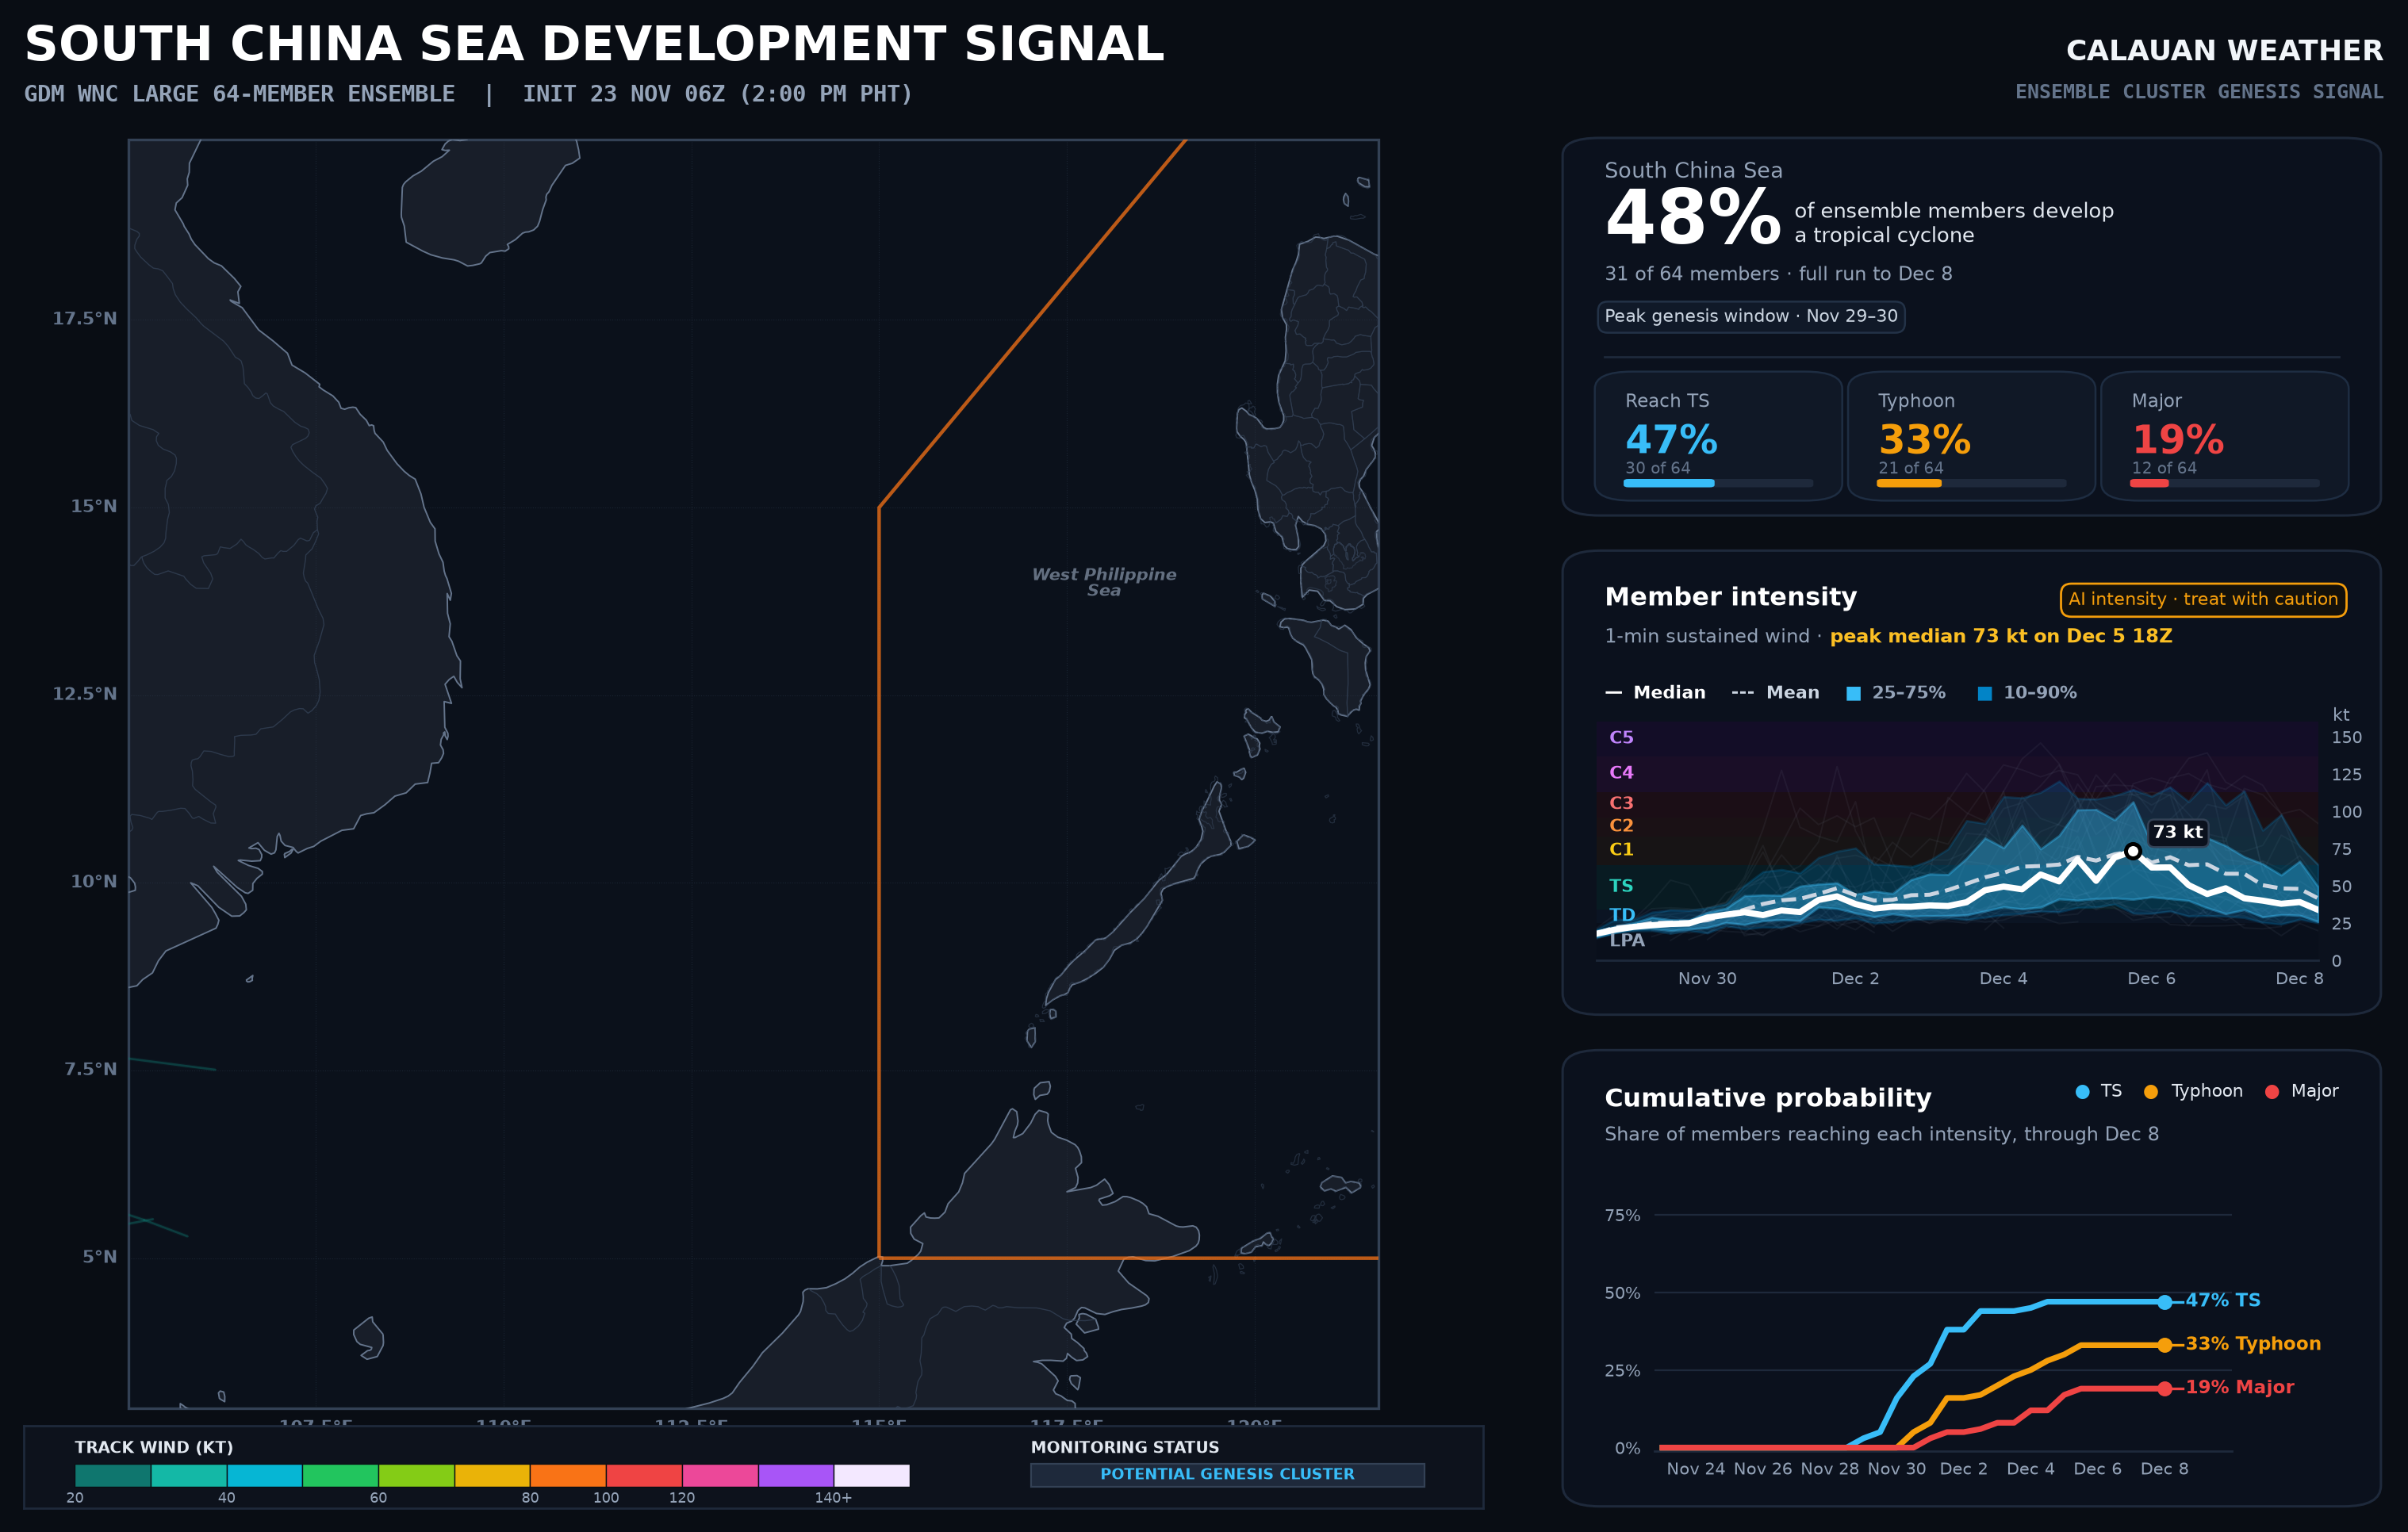 SOUTH CHINA SEA DEVELOPMENT SIGNAL
GDM WNC LARGE 64-MEMBER ENSEMBLE | INIT 23 NOV 06Z (2:00 PM PHT)
CALAUAN WEATHER
ENSEMBLE CLUSTER GENESIS SIGNAL
17.5°N
15°N
12.5°N
10°N
7.5°N
5°N
West Philippine
Sea
107.5°E 110°E 112.5°E 115°E 117.5°E 120°E
TRACK WIND (KT)
20 40 60 80 100 120 140+
MONITORING STATUS
POTENTIAL GENESIS CLUSTER
South China Sea
48% of ensemble members develop
a tropical cyclone
31 of 64 members · full run to Dec 8
Peak genesis window · Nov 29–30
Reach TS
47%
30 of 64
Typhoon
33%
21 of 64
Major
19%
12 of 64
Member intensity
AI intensity · treat with caution
1-min sustained wind · peak median 73 kt on Dec 5 18Z
Median Mean 25–75% 10–90%
kt
C5
C4
C3
C2
C1
TS
TD
LPA
73 kt
150
125
100
75
50
25
0
Nov 30 Dec 2 Dec 4 Dec 6 Dec 8
Cumulative probability
TS Typhoon Major
Share of members reaching each intensity, through Dec 8
75%
50%
25%
0%
47% TS
33% Typhoon
19% Major
Nov 24 Nov 26 Nov 28 Nov 30 Dec 2 Dec 4 Dec 6 Dec 8